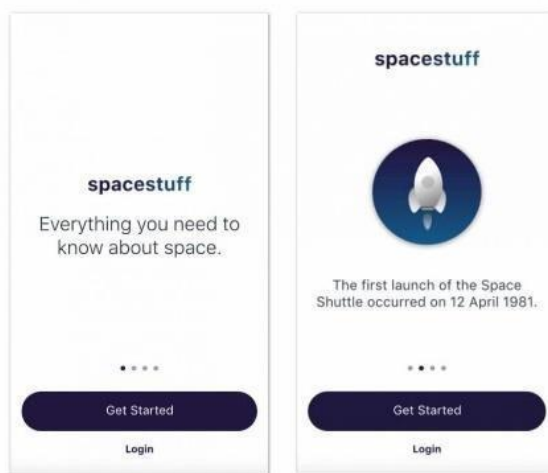 spacestuff
Everything you need to
know about space.
Get Started
Login
spacestuff
The first launch of the Space
Shuttle occurred on 12 April 1981.
Get Started
Login